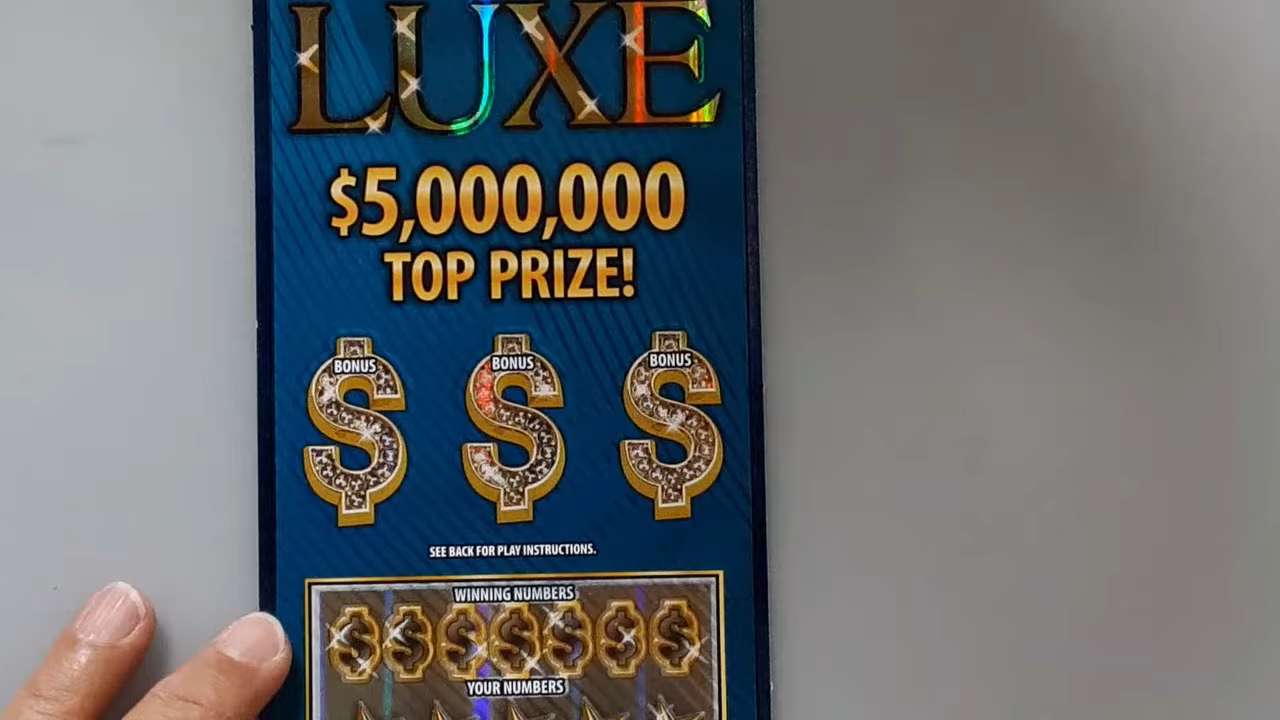 LUXE
$5,000,000
TOP PRIZE!
BONUS BONUS BONUS
SEE BACK FOR PLAY INSTRUCTIONS.
WINNING NUMBERS
YOUR NUMBERS